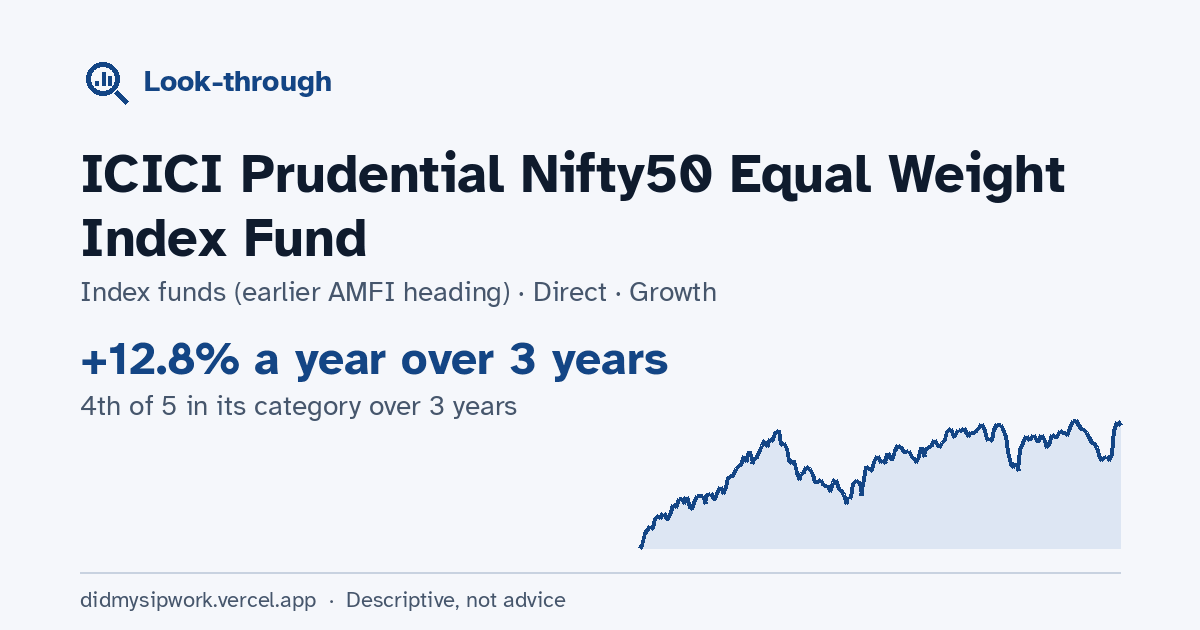 Look-through
ICICI Prudential Nifty50 Equal Weight
Index Fund
Index funds (earlier AMFI heading) · Direct · Growth
+12.8% a year over 3 years
4th of 5 in its category over 3 years
didmysipwork.vercel.app · Descriptive, not advice